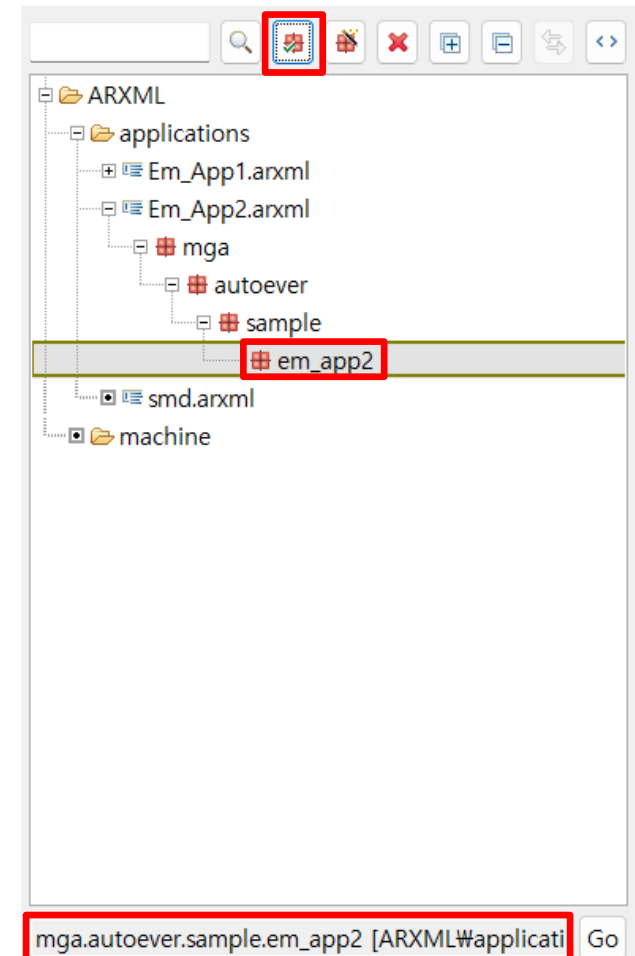 ARXML
applications
Em_App1.arxml
Em_App2.arxml
mga
autoever
sample
em_app2
smd.arxml
machine
mga.autoever.sample.em_app2 [ARXML₩applicati
Go